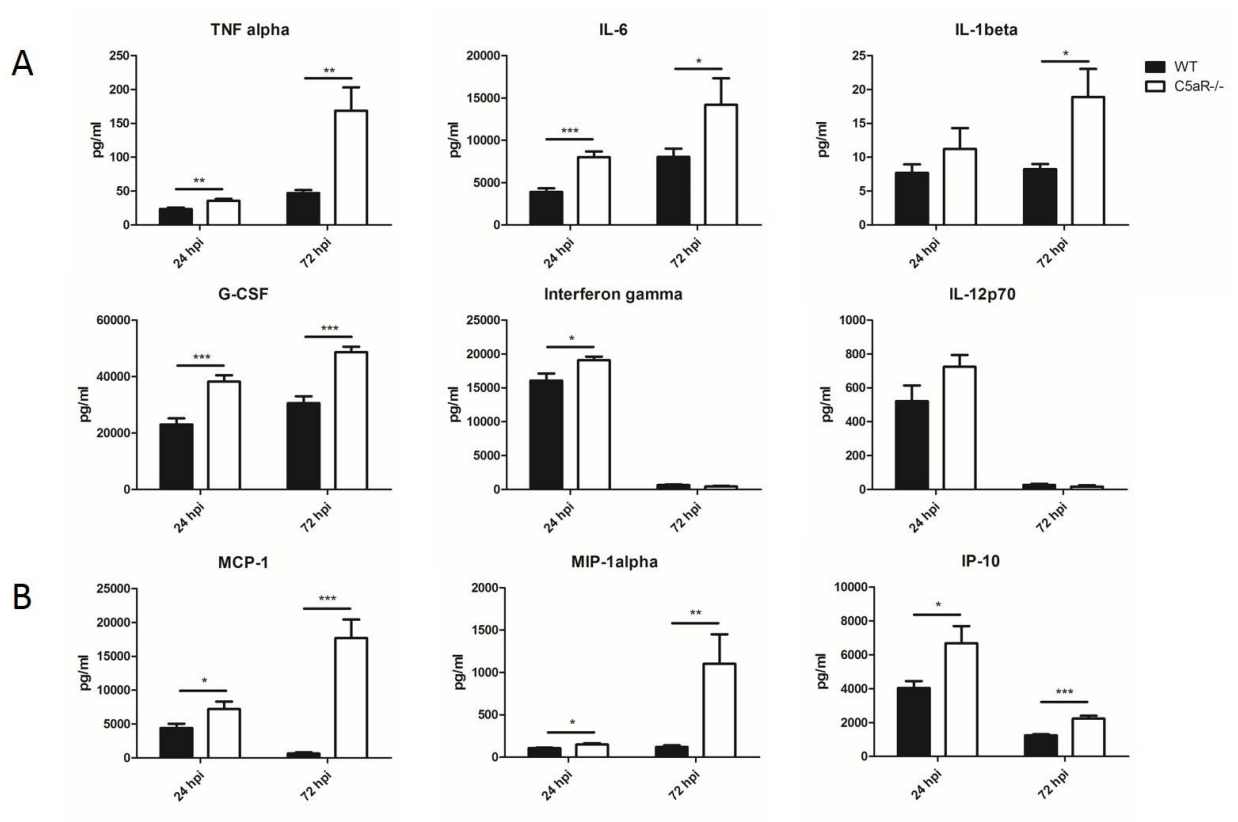 A
TNF alpha
pg/ml
250
200
150
100
50
0
**
**
24 hpi
72 hpi
IL-6
pg/ml
20000
15000
10000
5000
0
***
*
24 hpi
72 hpi
IL-1beta
pg/ml
25
20
15
10
5
0
*
24 hpi
72 hpi
WT
C5aR-/-
G-CSF
pg/ml
60000
40000
20000
0
***
***
24 hpi
72 hpi
Interferon gamma
pg/ml
25000
20000
15000
10000
5000
0
*
24 hpi
72 hpi
IL-12p70
pg/ml
1000
800
600
400
200
0
24 hpi
72 hpi
B
MCP-1
pg/ml
25000
20000
15000
10000
5000
0
*
***
24 hpi
72 hpi
MIP-1alpha
pg/ml
2000
1500
1000
500
0
*
**
24 hpi
72 hpi
IP-10
pg/ml
10000
8000
6000
4000
2000
0
*
***
24 hpi
72 hpi